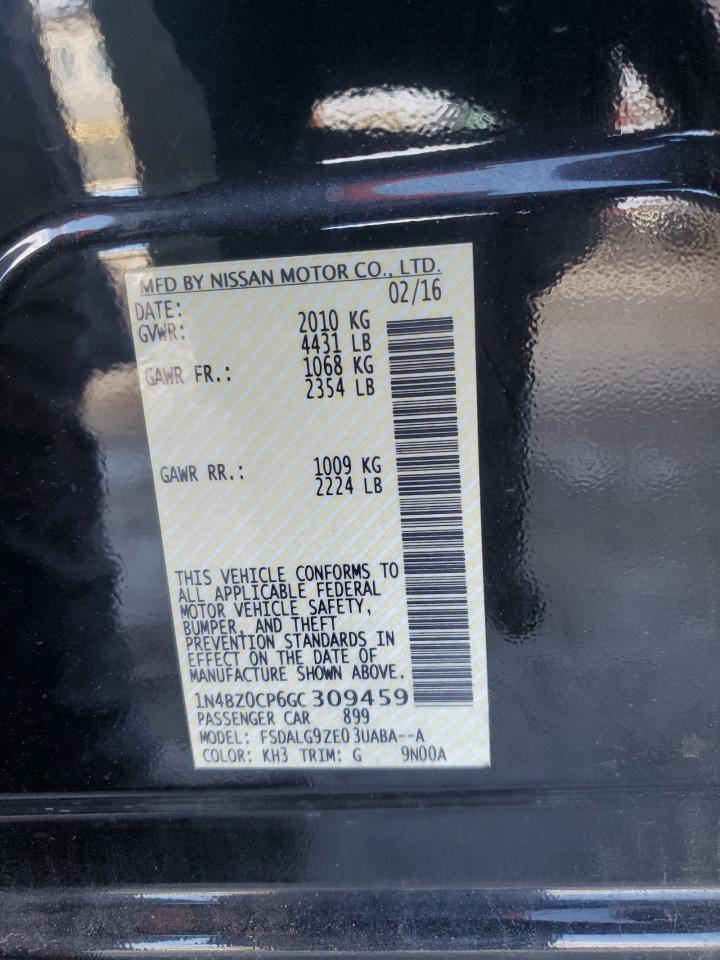 MFD BY NISSAN MOTOR CO., LTD.
DATE: 02/16
GVWR: 2010 KG
4431 LB
GAWR FR.: 1068 KG
2354 LB
GAWR RR.: 1009 KG
2224 LB
THIS VEHICLE CONFORMS TO
ALL APPLICABLE FEDERAL
MOTOR VEHICLE SAFETY,
BUMPER, AND THEFT
PREVENTION STANDARDS IN
EFFECT ON THE DATE OF
MANUFACTURE SHOWN ABOVE.
1N4BZ0CP6GC309459
PASSENGER CAR 899
MODEL: FSDALG9ZE03UABA--A
COLOR: KH3 TRIM: G 9N00A